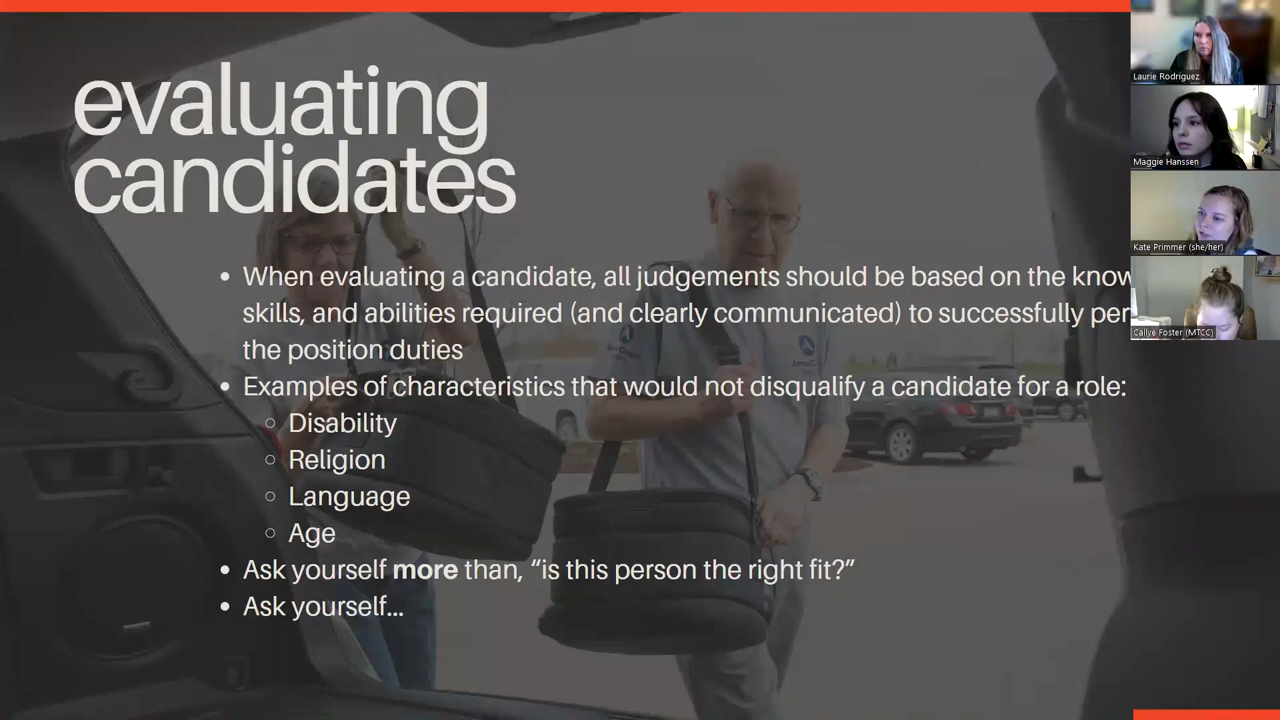 evaluating
candidates
When evaluating a candidate, all judgements should be based on the
skills, and abilities required (and clearly communicated) to successfully
the position duties
Examples of characteristics that would not disqualify a candidate for a role:
Disability
Religion
Language
Age
Ask yourself more than, “is this person the right fit?”
Ask yourself...
Laurie Rodriguez
Maggie Hanssen
Kate Primmer (she/her)
Callye Foster (MTCC)